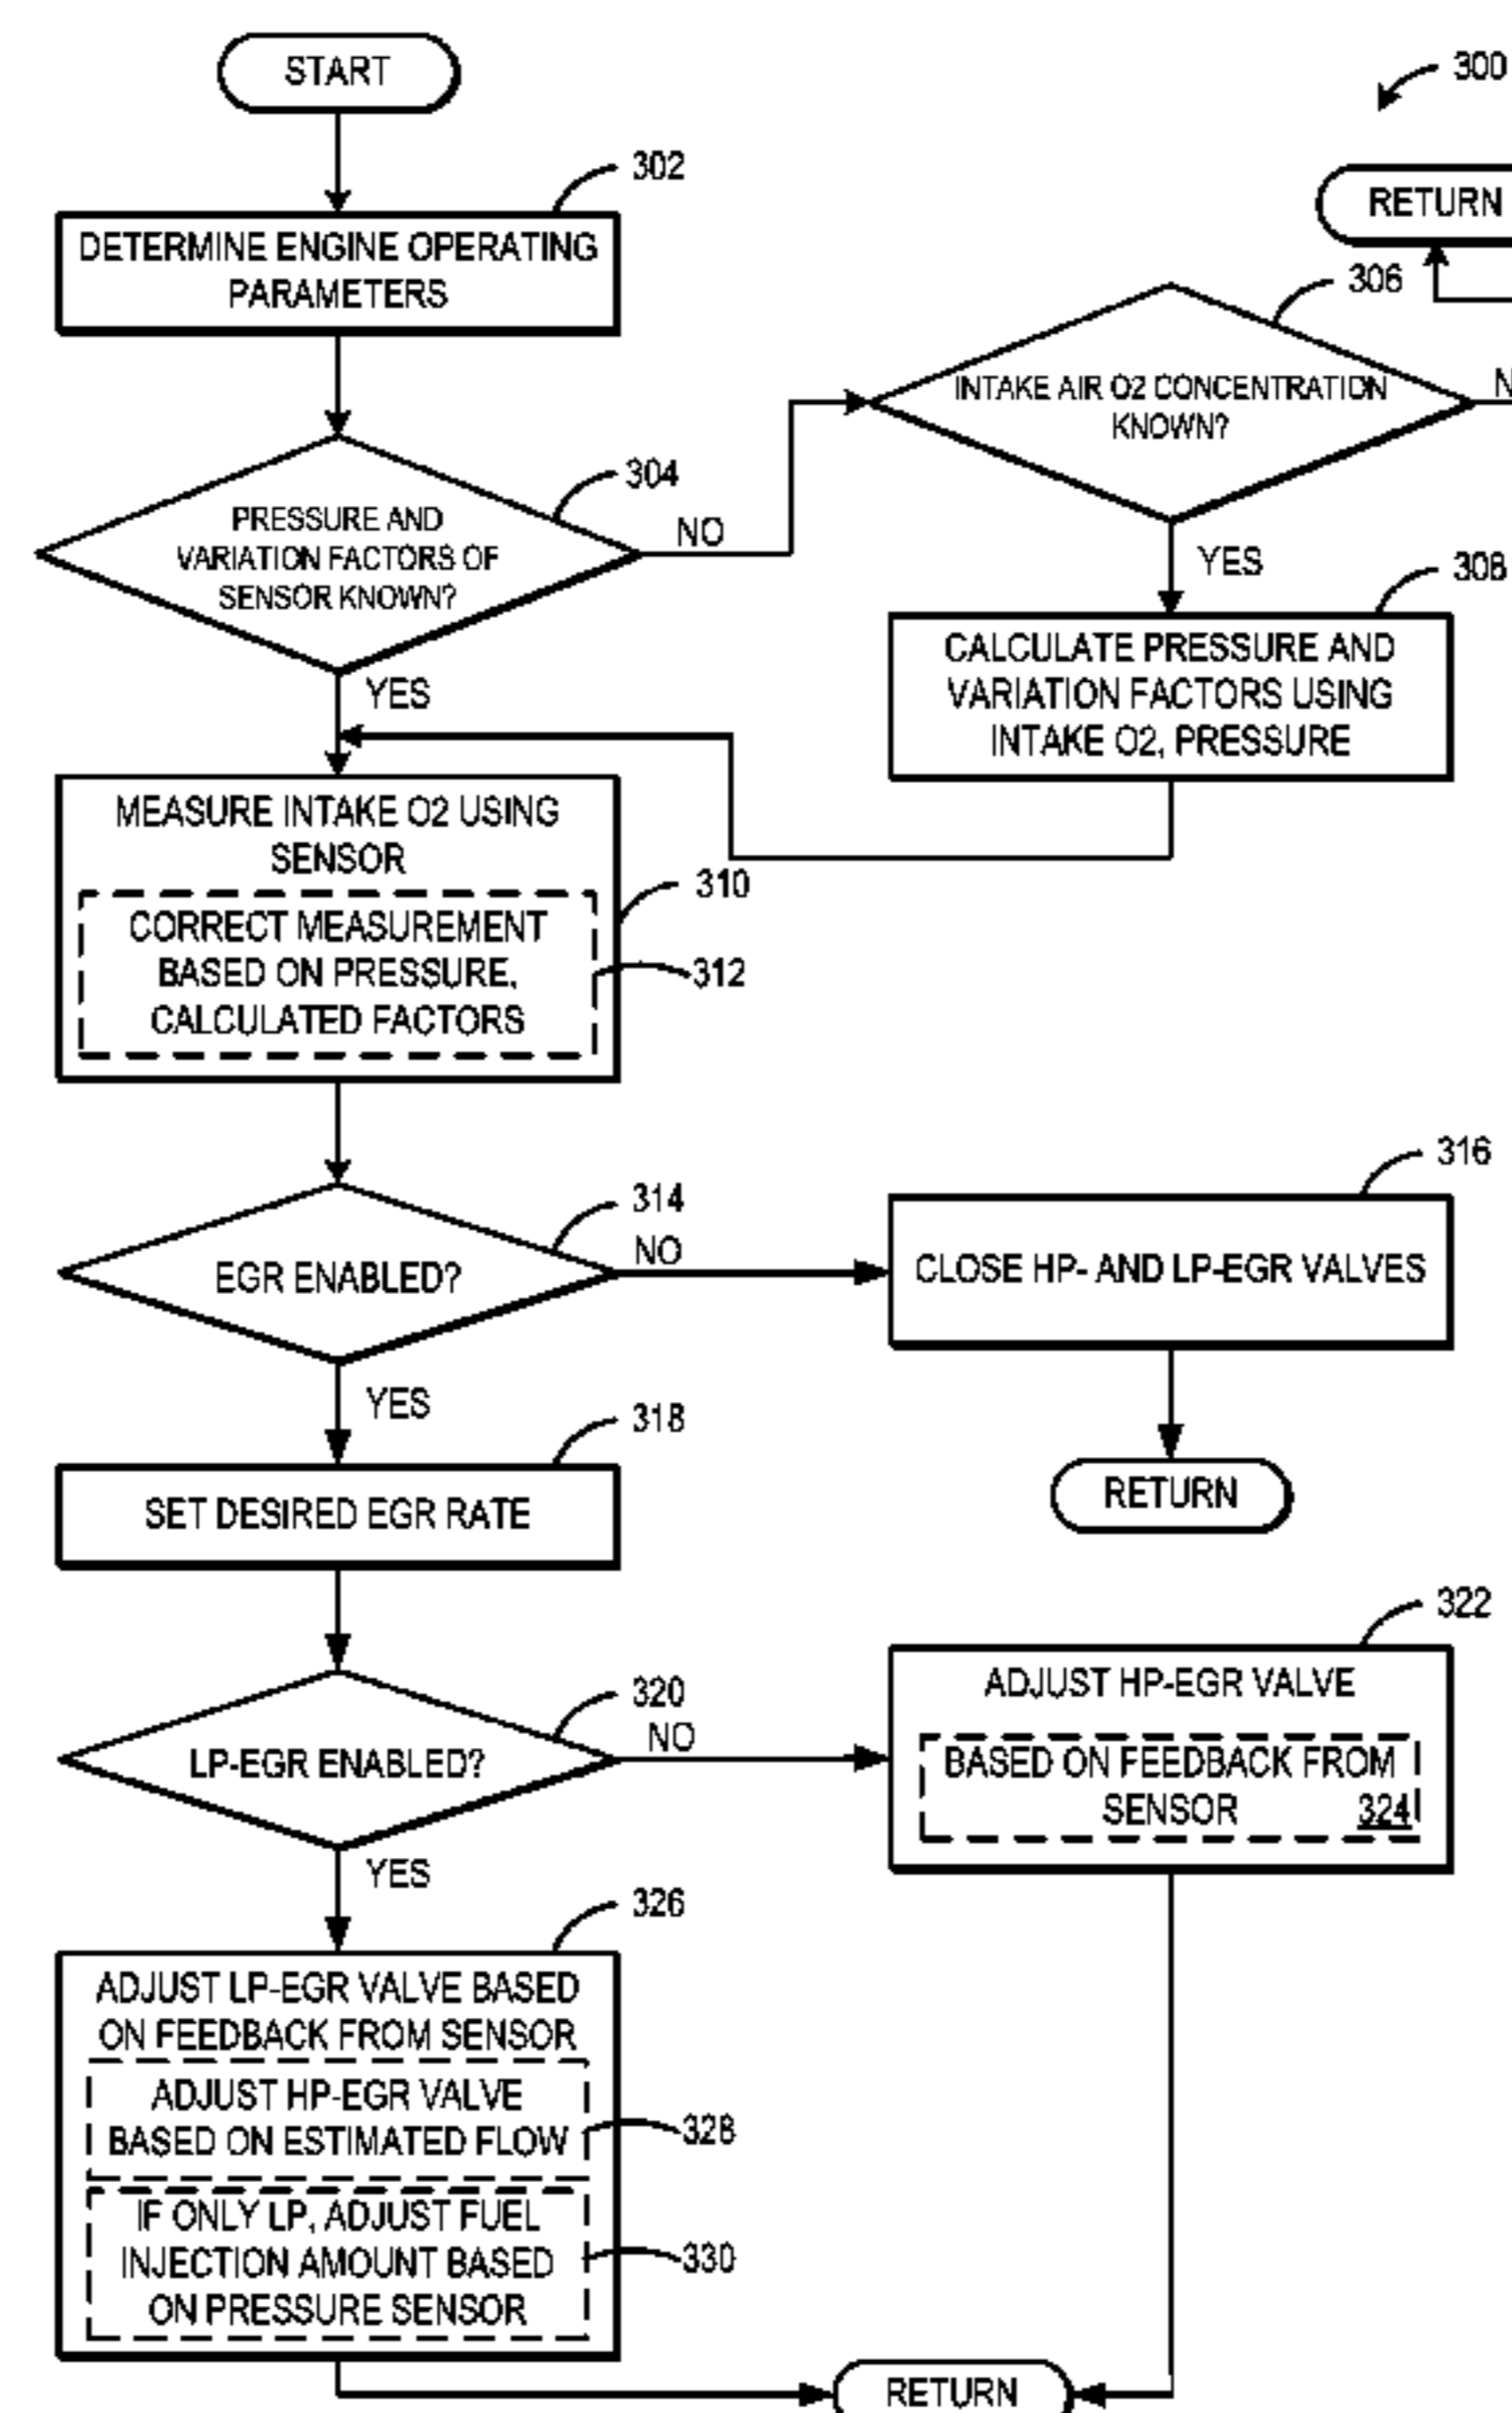 START
300
302
RETURN
DETERMINE ENGINE OPERATING
PARAMETERS
306
INTAKE AIR O2 CONCENTRATION
KNOWN?
304
PRESSURE AND
VARIATION FACTORS OF
SENSOR KNOWN?
NO
YES
308
CALCULATE PRESSURE AND
VARIATION FACTORS USING
INTAKE O2, PRESSURE
YES
MEASURE INTAKE O2 USING
SENSOR
310
CORRECT MEASUREMENT
BASED ON PRESSURE,
CALCULATED FACTORS
312
314
EGR ENABLED?
NO
316
CLOSE HP- AND LP-EGR VALVES
YES
318
SET DESIRED EGR RATE
RETURN
320
LP-EGR ENABLED?
NO
322
ADJUST HP-EGR VALVE
BASED ON FEEDBACK FROM
SENSOR 324
YES
326
ADJUST LP-EGR VALVE BASED
ON FEEDBACK FROM SENSOR
ADJUST HP-EGR VALVE
BASED ON ESTIMATED FLOW
328
IF ONLY LP, ADJUST FUEL
INJECTION AMOUNT BASED
ON PRESSURE SENSOR
330
RETURN